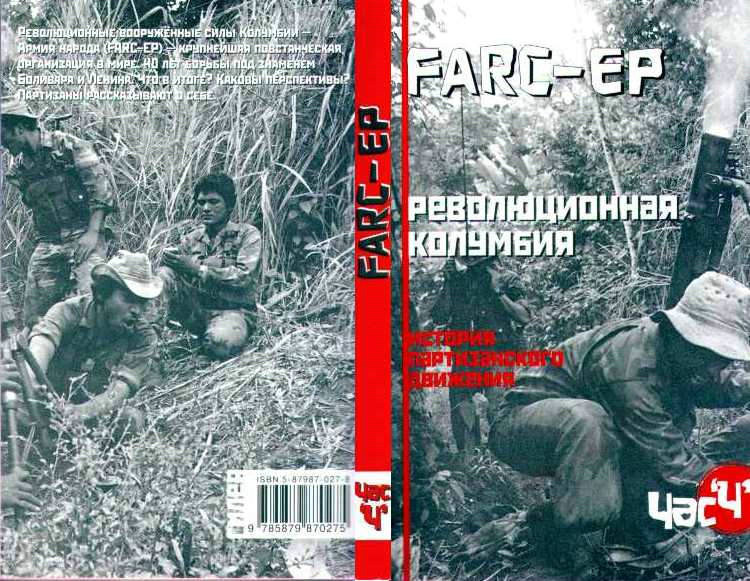 Революционные вооружённые силы Колумбии —
Армия народа (FARC–EP) — крупнейшая повстанческая
организация в мире. 40 лет борьбы под знаменем
Боливара и Ленина. Что в итоге? Каковы перспективы?
Партизаны рассказывают о себе.
ISBN 5-87987-027-8
9 785879 870275
FARC–EP
час
"Ч"
FARC–EP
РЕВОЛЮЦИОННАЯ
КОЛУМБИЯ
ИСТОРИЯ
ПАРТИЗАНСКОГО
ДВИЖЕНИЯ
час "Ч"